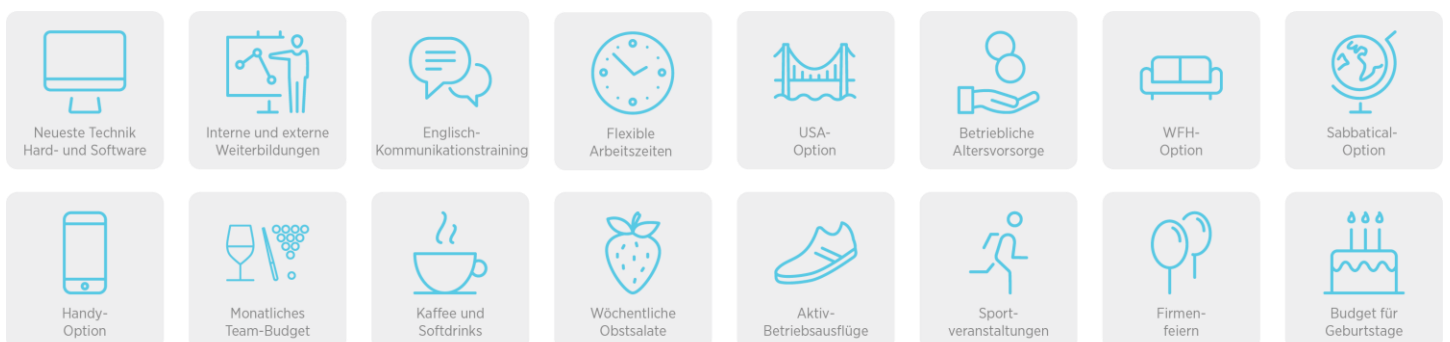 Neueste Technik
Hard- und Software
Interne und externe
Weiterbildungen
Englisch-
Kommunikationstraining
Flexible
Arbeitszeiten
USA-
Option
Betriebliche
Altersvorsorge
WFH-
Option
Sabbatical-
Option
Handy-
Option
Monatliches
Team-Budget
Kaffee und
Softdrinks
Wöchentliche
Obstsalate
Aktiv-
Betriebsausflüge
Sport-
veranstaltungen
Firmen-
feiern
Budget für
Geburtstage